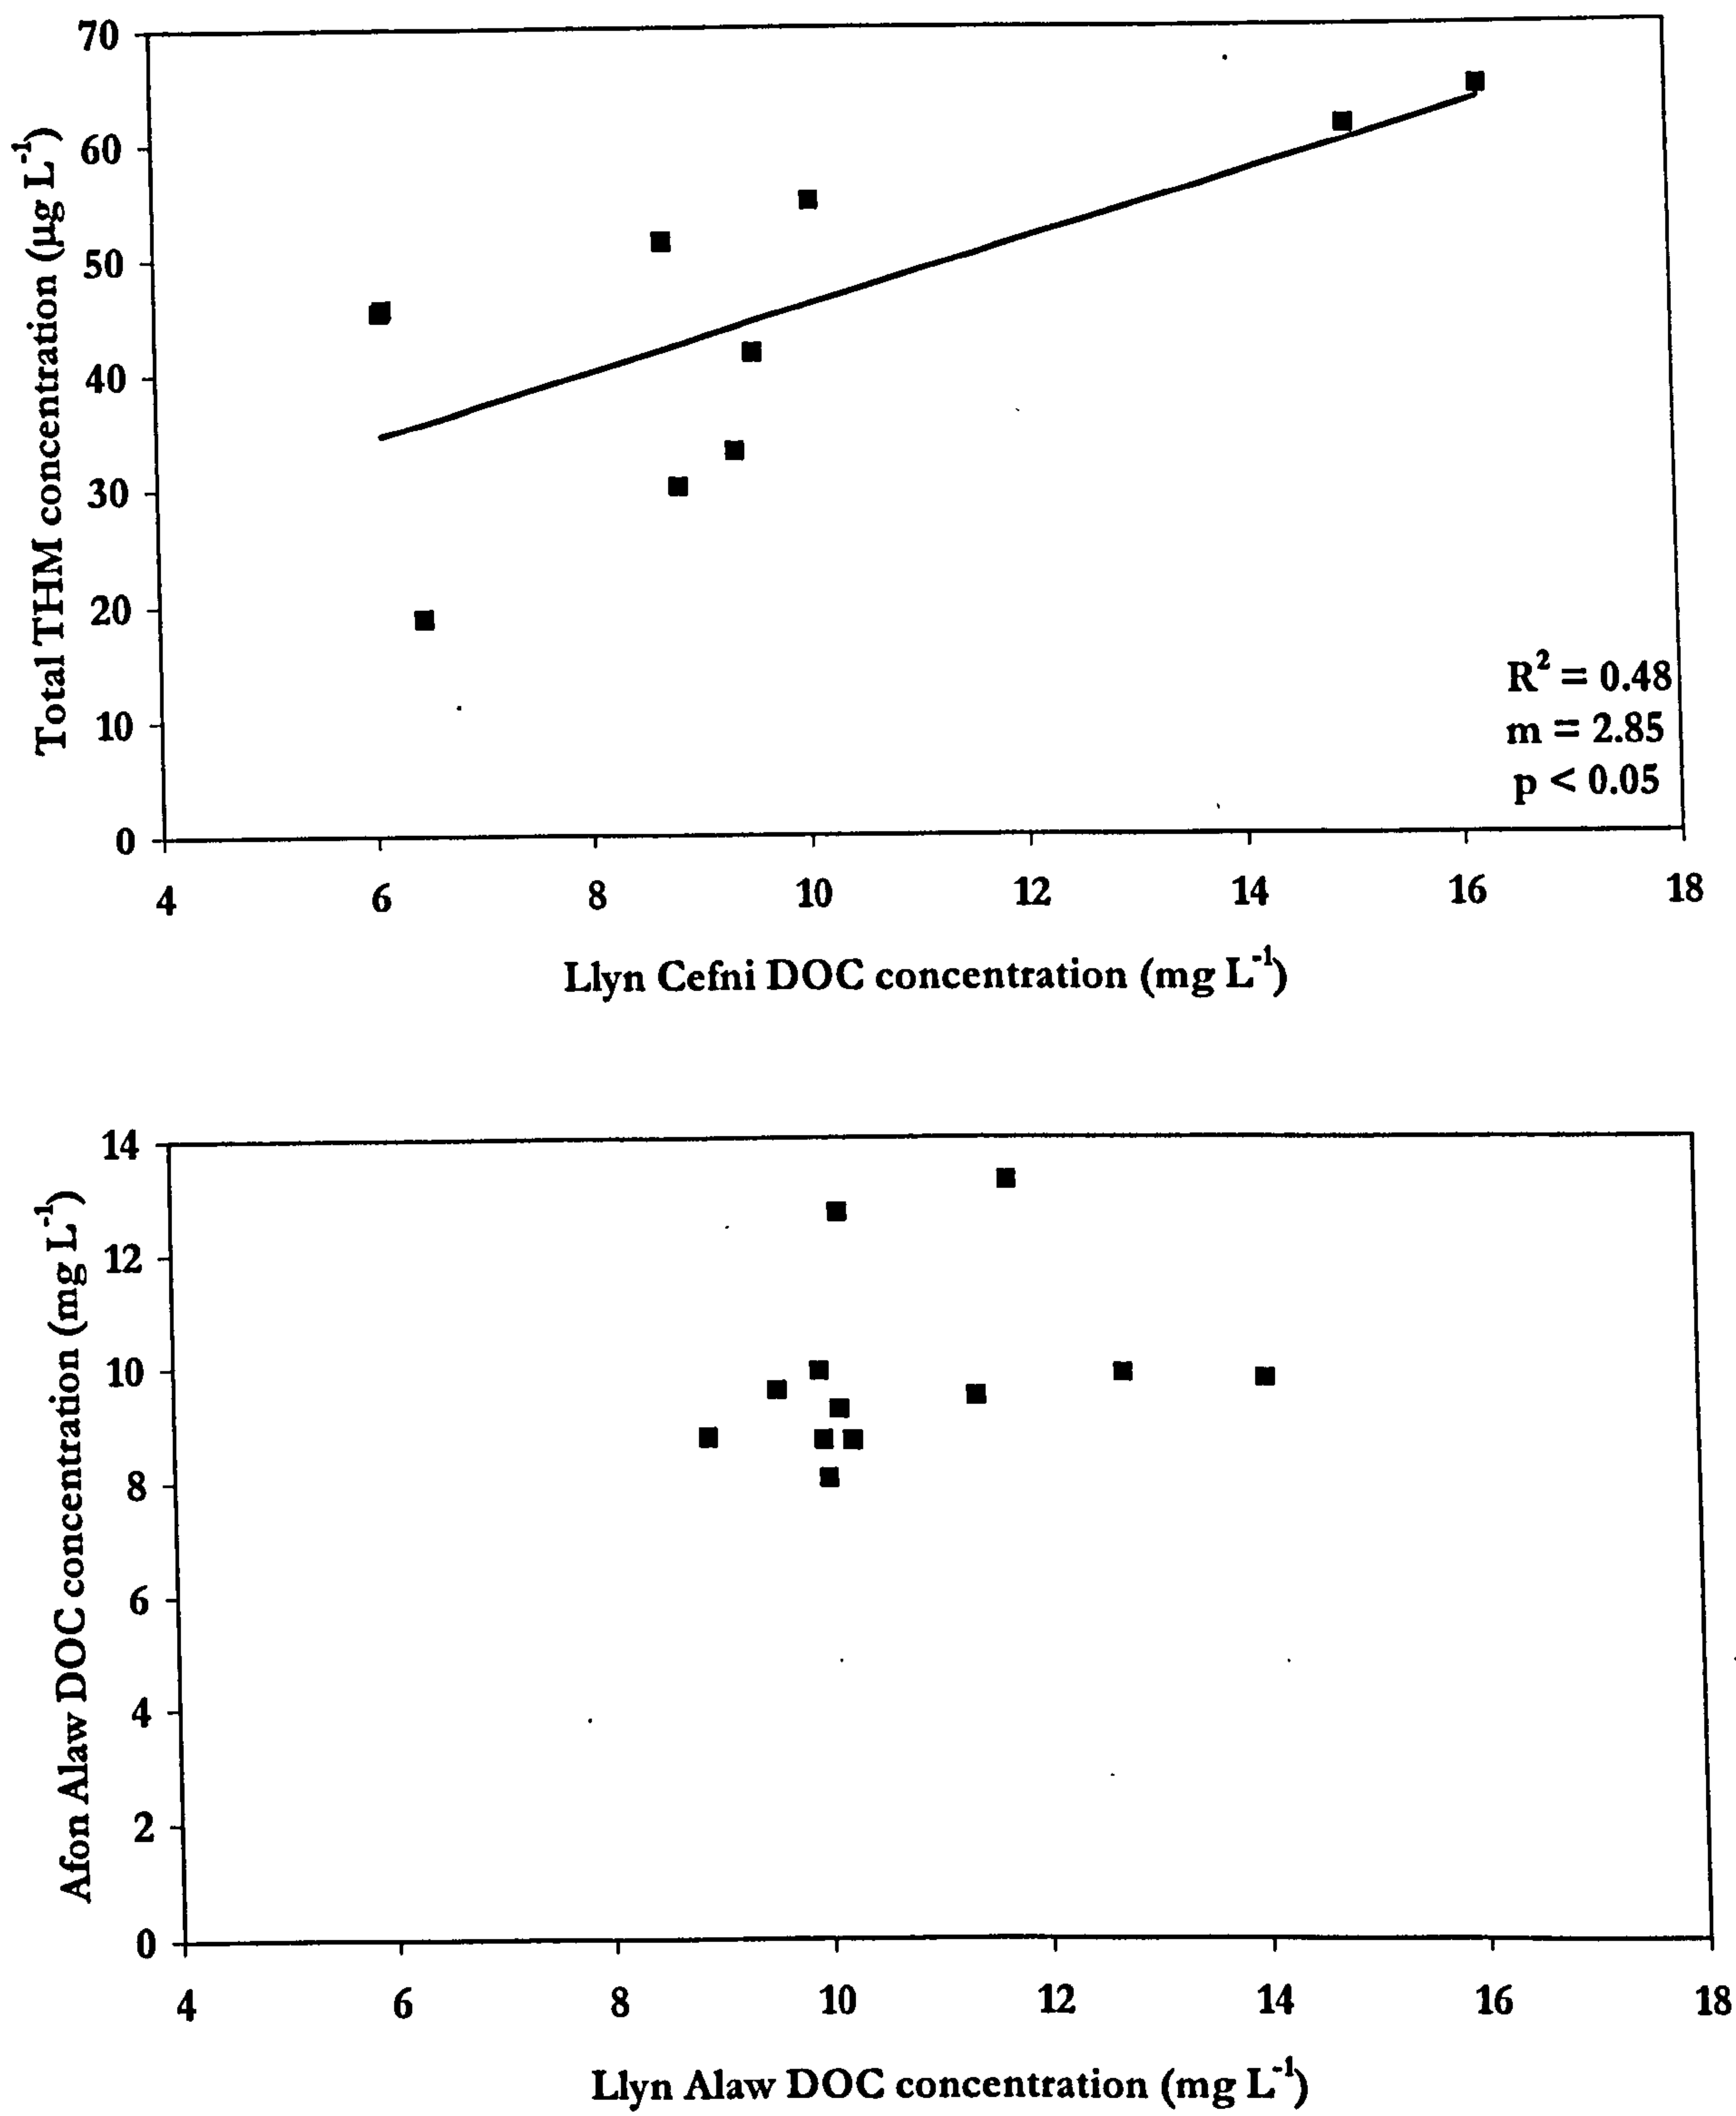 70
60
50
40
30
20
10
0
Total THM concentration (µg L⁻¹)
R² = 0.48
m = 2.85
p < 0.05
4 6 8 10 12 14 16 18
Llyn Cefni DOC concentration (mg L⁻¹)
14
12
10
8
6
4
2
0
Afon Alaw DOC concentration (mg L⁻¹)
4 6 8 10 12 14 16 18
Llyn Alaw DOC concentration (mg L⁻¹)